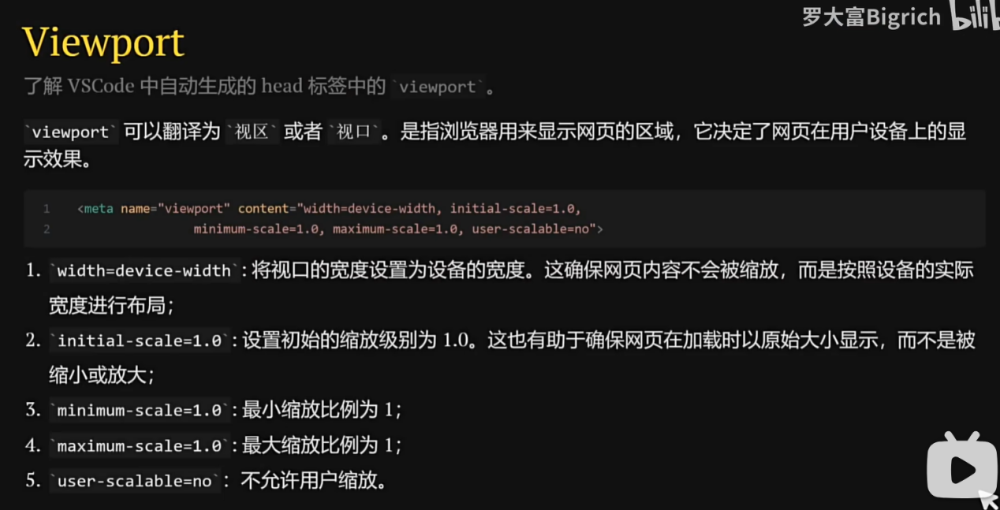 罗大富Bigrich bilib
Viewport
了解 VSCode 中自动生成的 head 标签中的 `viewport` 。
`viewport` 可以翻译为 `视区` 或者 `视口` 。是指浏览器用来显示网页的区域，它决定了网页在用户设备上的显
示效果。
1 <meta name="viewport" content="width=device-width, initial-scale=1.0,
2 minimum-scale=1.0, maximum-scale=1.0, user-scalable=no">
1. `width=device-width`: 将视口的宽度设置为设备的宽度。这确保网页内容不会被缩放，而是按照设备的实际
宽度进行布局；
2. `initial-scale=1.0`: 设置初始的缩放级别为 1.0。这也有助于确保网页在加载时以原始大小显示，而不是被
缩小或放大；
3. `minimum-scale=1.0`: 最小缩放比例为 1；
4. `maximum-scale=1.0`: 最大缩放比例为 1；
5. `user-scalable=no`： 不允许用户缩放。